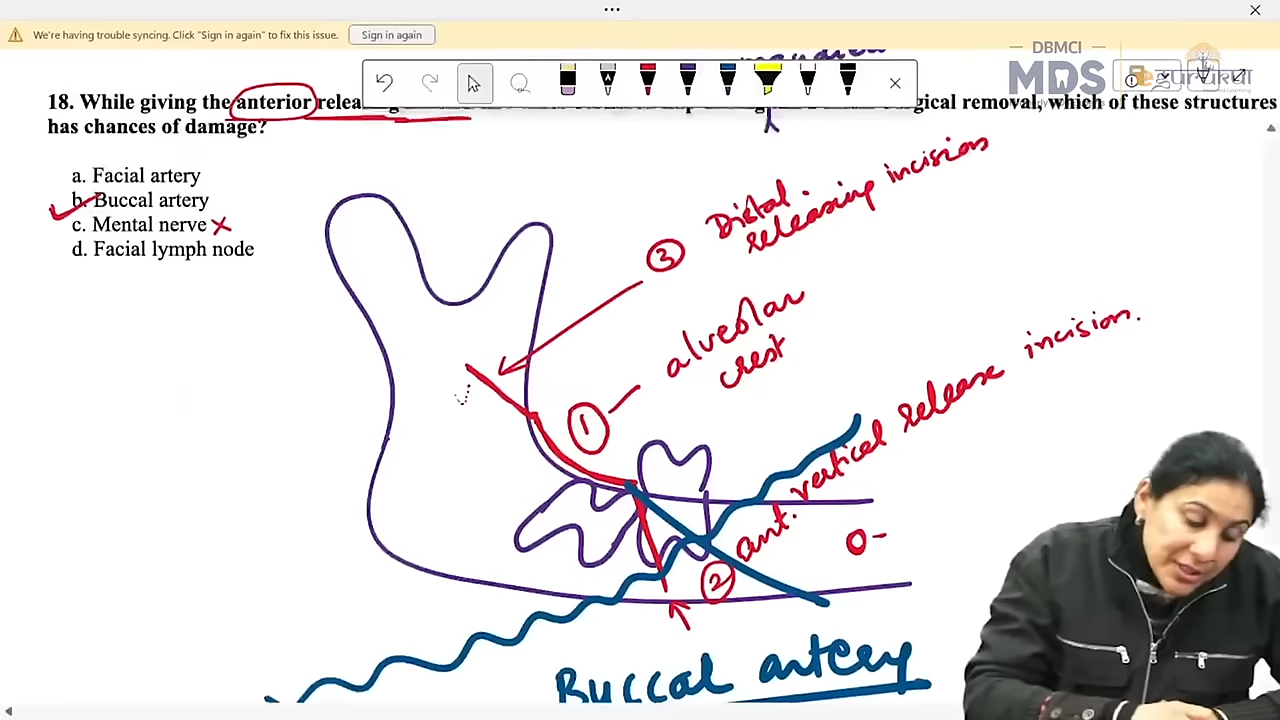 We're having trouble syncing. Click "Sign in again" to fix this issue.
Sign in again
DBMCI
MDS
18. While giving the anterior relea
gical removal, which of these structures
has chances of damage?
a. Facial artery
b. Buccal artery
c. Mental nerve
d. Facial lymph node
3
Distal
releasing incision
alveolar
crest
1
ant. vertical release incision.
2
Buccal artery